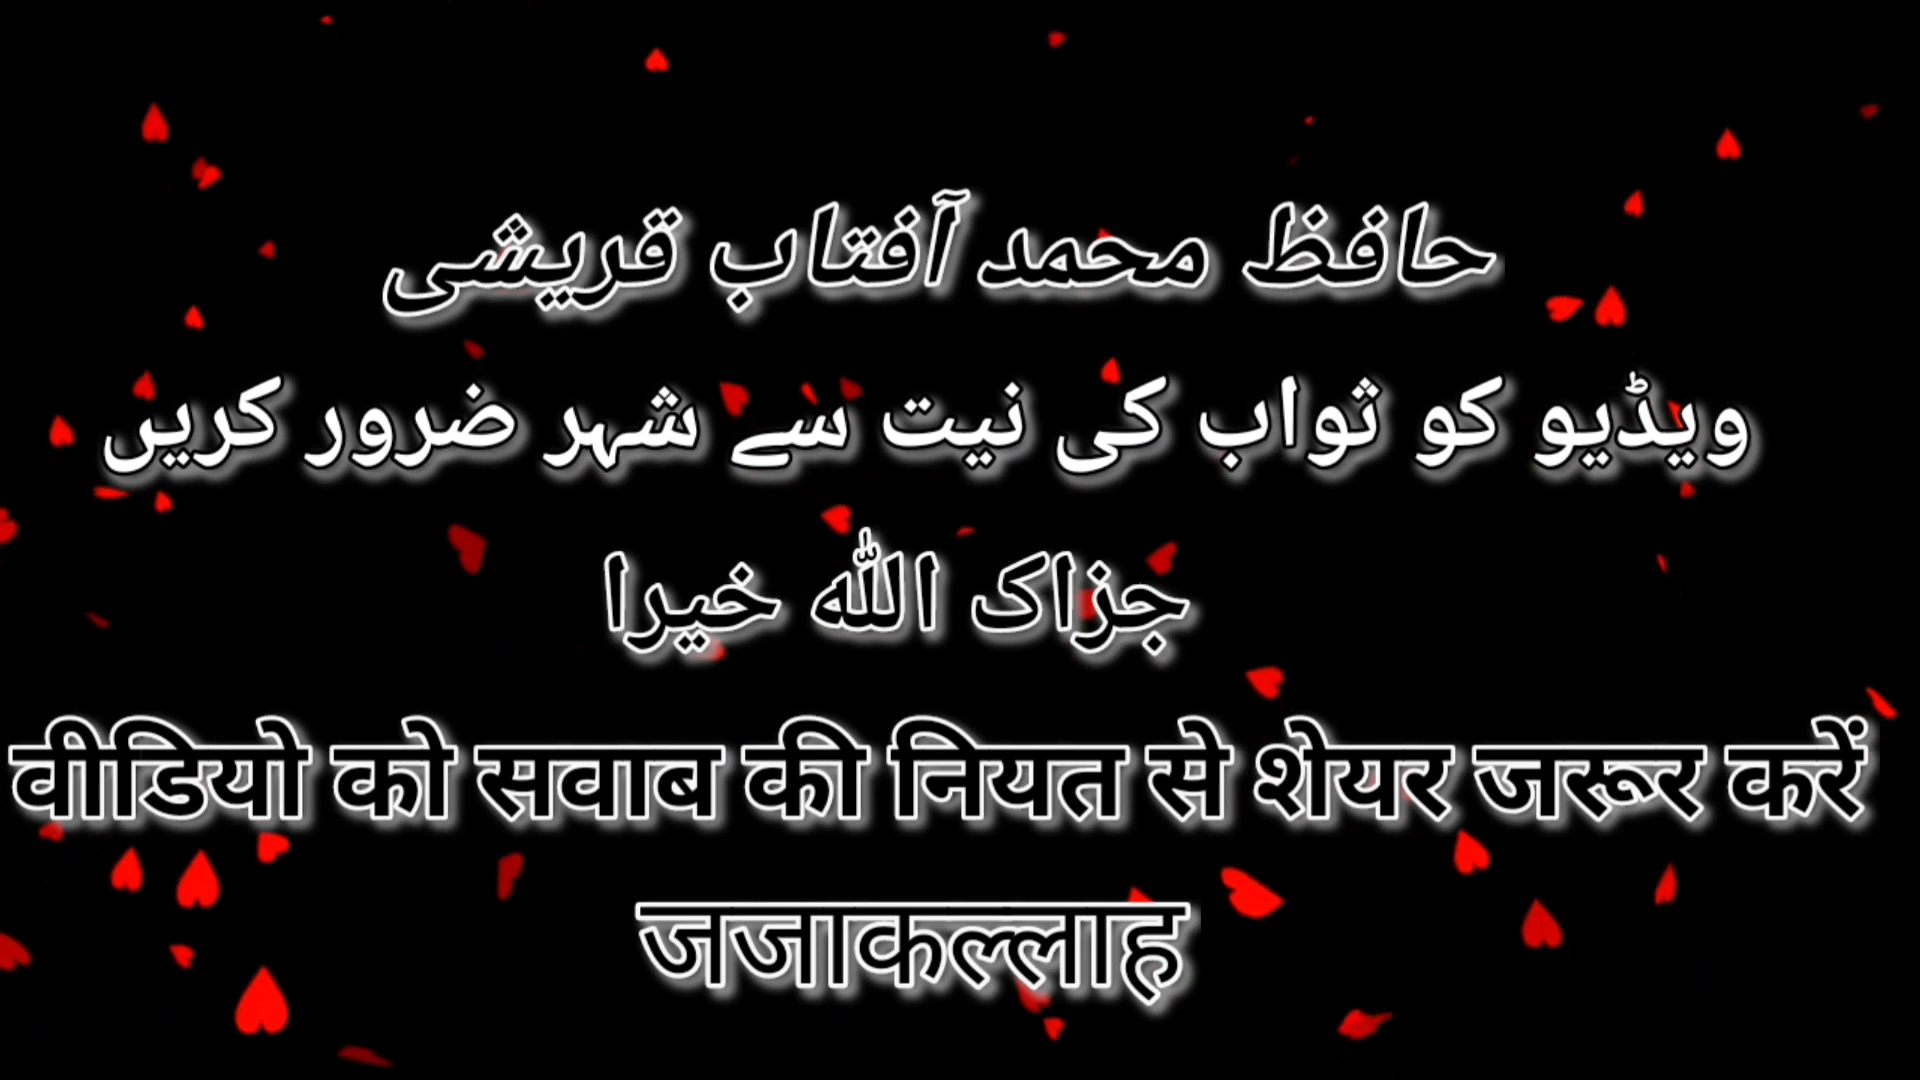 حافظ محمد آفتاب قریشی
ویڈیو کو ثواب کی نیت سے شہر ضرور کریں
جزاک اللہ خیرا
वीडियो को सवाब की नियत से शेयर जरूर करें
जजाकल्लाह